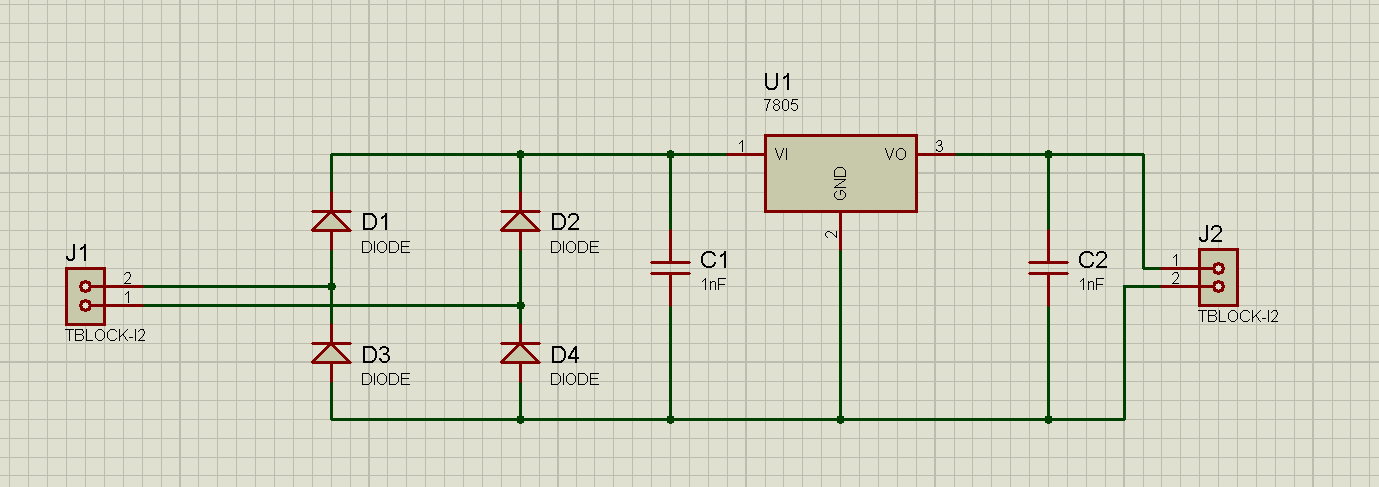 U1
7805
1
VI
VO
3
GND
2
D1
DIODE
D2
DIODE
J1
2
1
TBLOCK-I2
C1
1nF
C2
1nF
J2
1
2
TBLOCK-I2
D3
DIODE
D4
DIODE